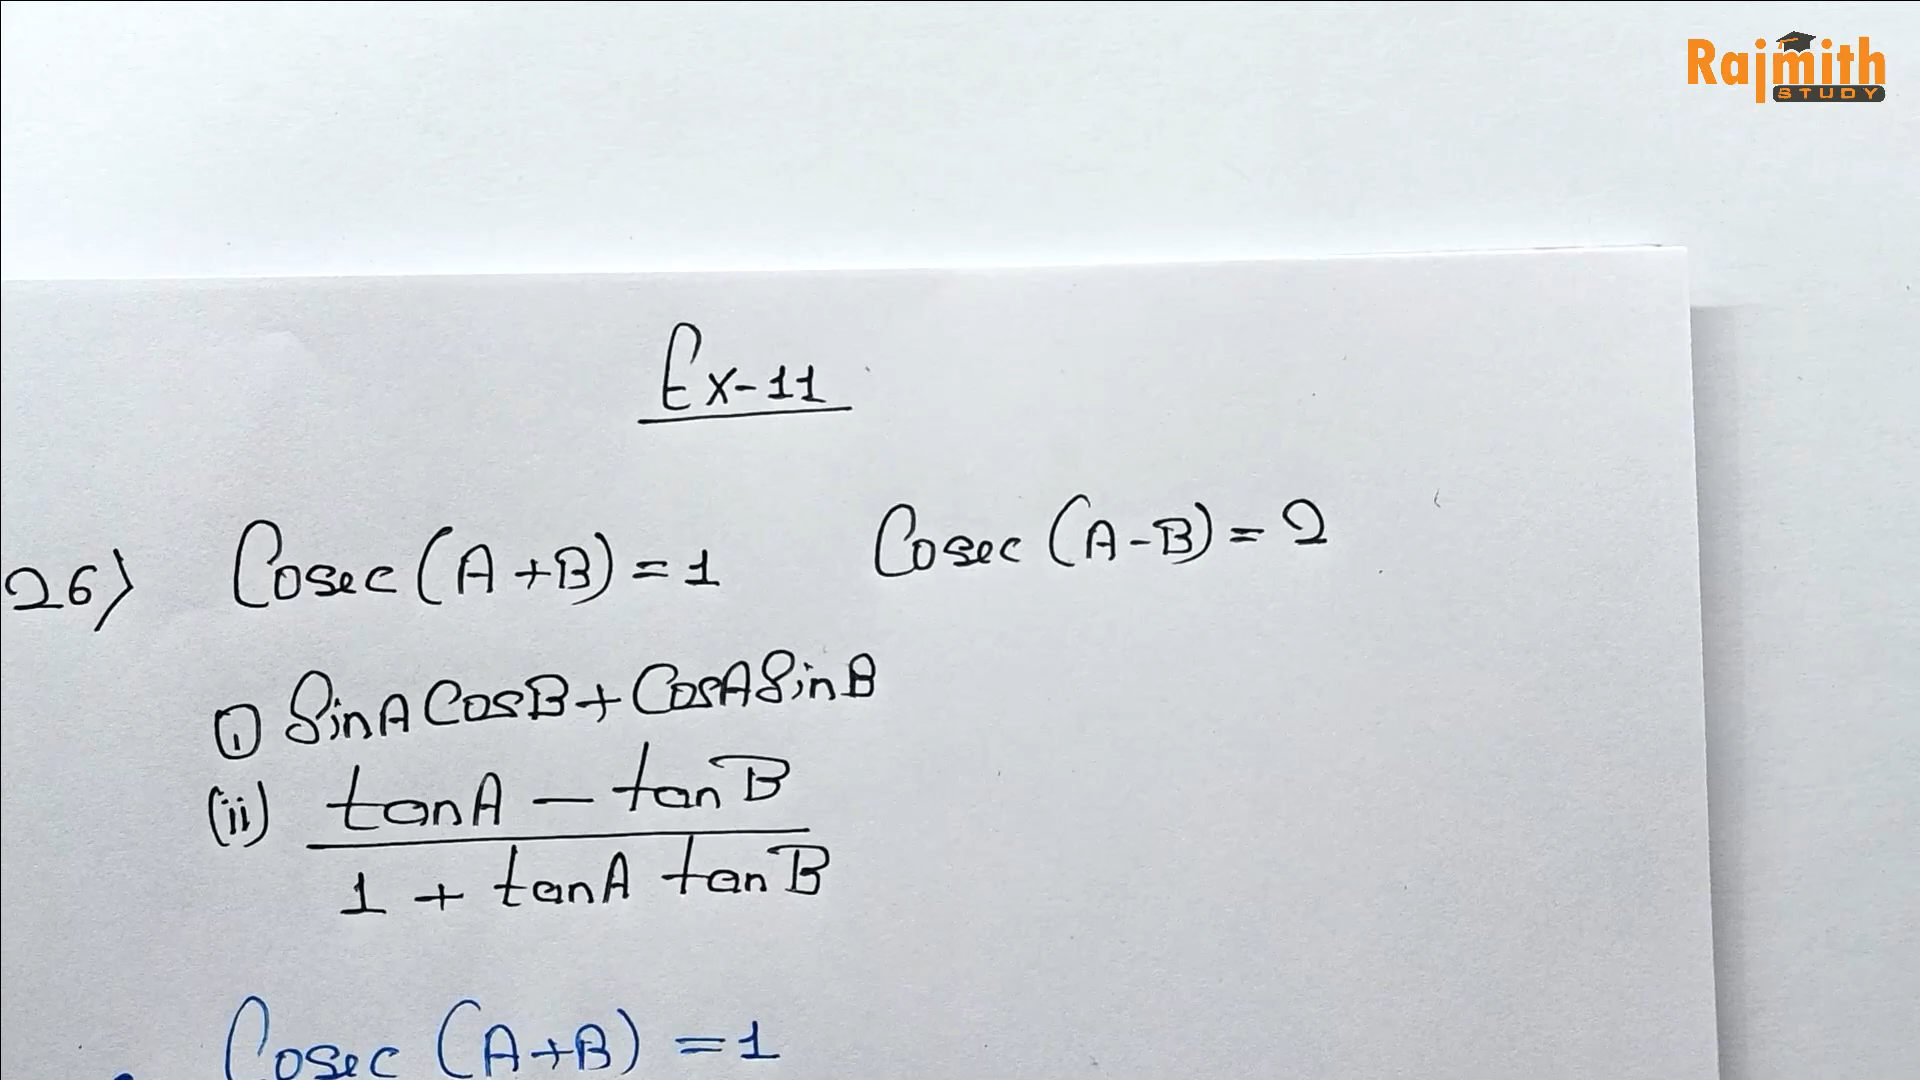 Rajmith
STUDY
Ex-11
26) Cosec (A+B) = 1 Cosec (A-B) = 2
(i) SinA CosB + CosA SinB
(ii) tanA - tanB
1 + tanA tanB
Cosec (A+B) = 1